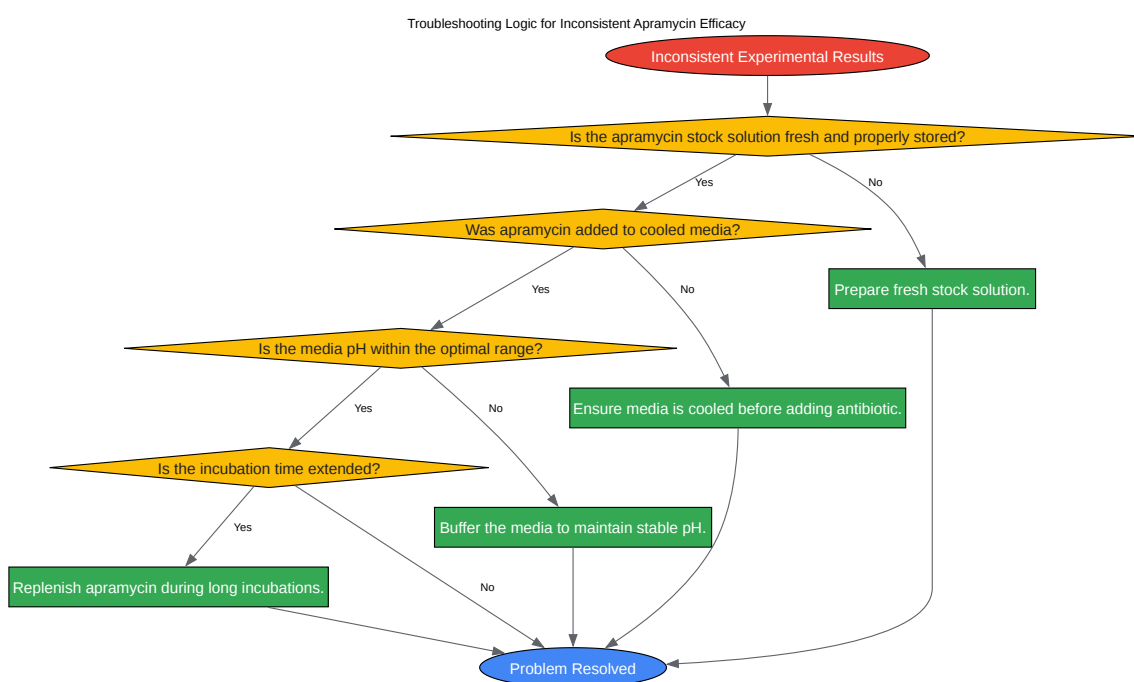 Troubleshooting Logic for Inconsistent Apramycin Efficacy
Inconsistent Experimental Results
Is the apramycin stock solution fresh and properly stored?
Yes
No
Was apramycin added to cooled media?
Prepare fresh stock solution.
Yes
No
Is the media pH within the optimal range?
Ensure media is cooled before adding antibiotic.
Yes
No
Is the incubation time extended?
Buffer the media to maintain stable pH.
Yes
No
Replenish apramycin during long incubations.
Problem Resolved